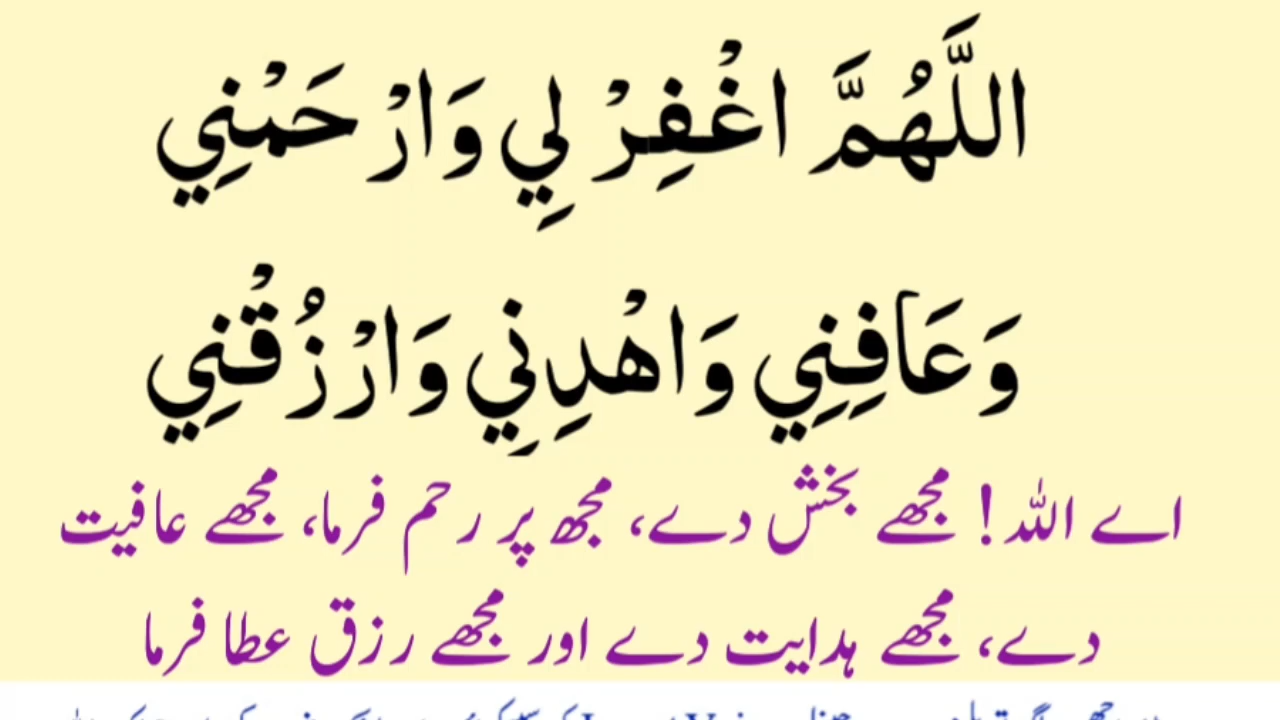 اللَّهُمَّ اغْفِرْ لِي وَارْحَمْنِي
وَعَافِنِي وَاهْدِنِي وَارْزُقْنِي
اے اللہ! مجھے بخش دے، مجھ پر رحم فرما، مجھے عافیت
دے، مجھے ہدایت دے اور مجھے رزق عطا فرما